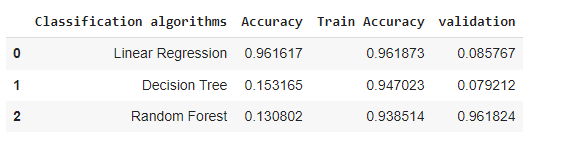 Classification algorithms Accuracy Train Accuracy validation
0 Linear Regression 0.961617 0.961873 0.085767
1 Decision Tree 0.153165 0.947023 0.079212
2 Random Forest 0.130802 0.938514 0.961824